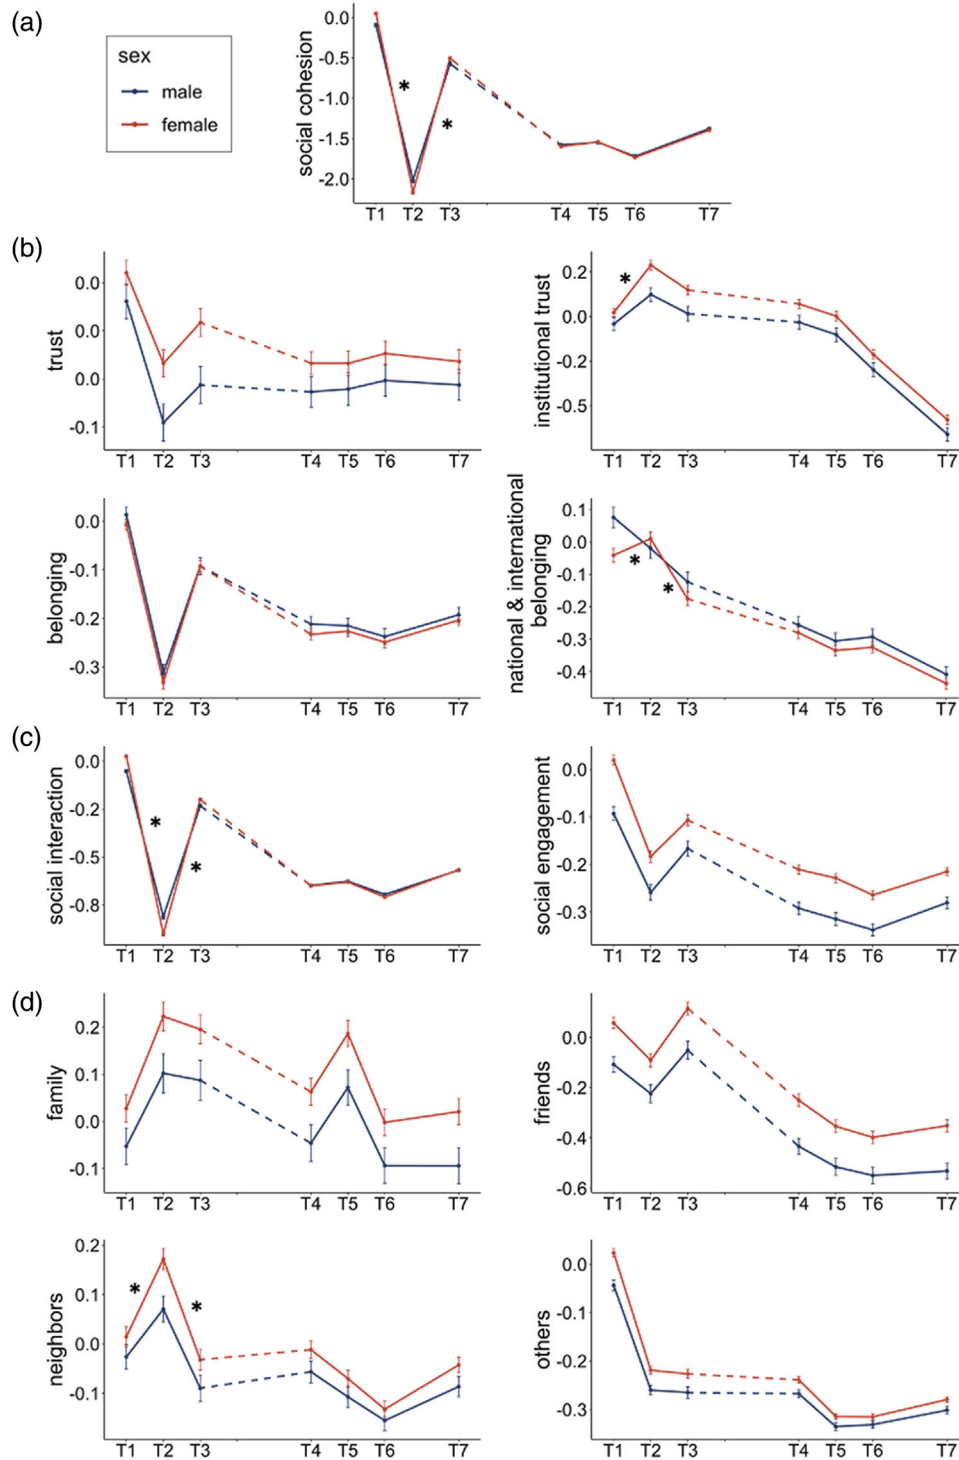 (a)
sex
male
female
social cohesion
0.0
-0.5
-1.0
-1.5
-2.0
T1 T2 T3 T4 T5 T6 T7
(b)
trust
0.0
0.0
0.0
-0.1
T1 T2 T3 T4 T5 T6 T7
institutional trust
0.2
0.0
-0.2
-0.5
T1 T2 T3 T4 T5 T6 T7
belonging
0.0
-0.1
-0.2
-0.3
T1 T2 T3 T4 T5 T6 T7
national & international
belonging
0.1
0.0
-0.1
-0.2
-0.3
-0.4
T1 T2 T3 T4 T5 T6 T7
(c)
social interaction
0.0
-0.2
-0.5
-0.8
T1 T2 T3 T4 T5 T6 T7
social engagement
0.0
-0.1
-0.2
-0.3
T1 T2 T3 T4 T5 T6 T7
(d)
family
0.2
0.1
0.0
-0.1
T1 T2 T3 T4 T5 T6 T7
friends
0.0
-0.2
-0.4
-0.6
T1 T2 T3 T4 T5 T6 T7
neighbors
0.2
0.1
0.0
-0.1
T1 T2 T3 T4 T5 T6 T7
others
0.0
-0.1
-0.2
-0.3
T1 T2 T3 T4 T5 T6 T7